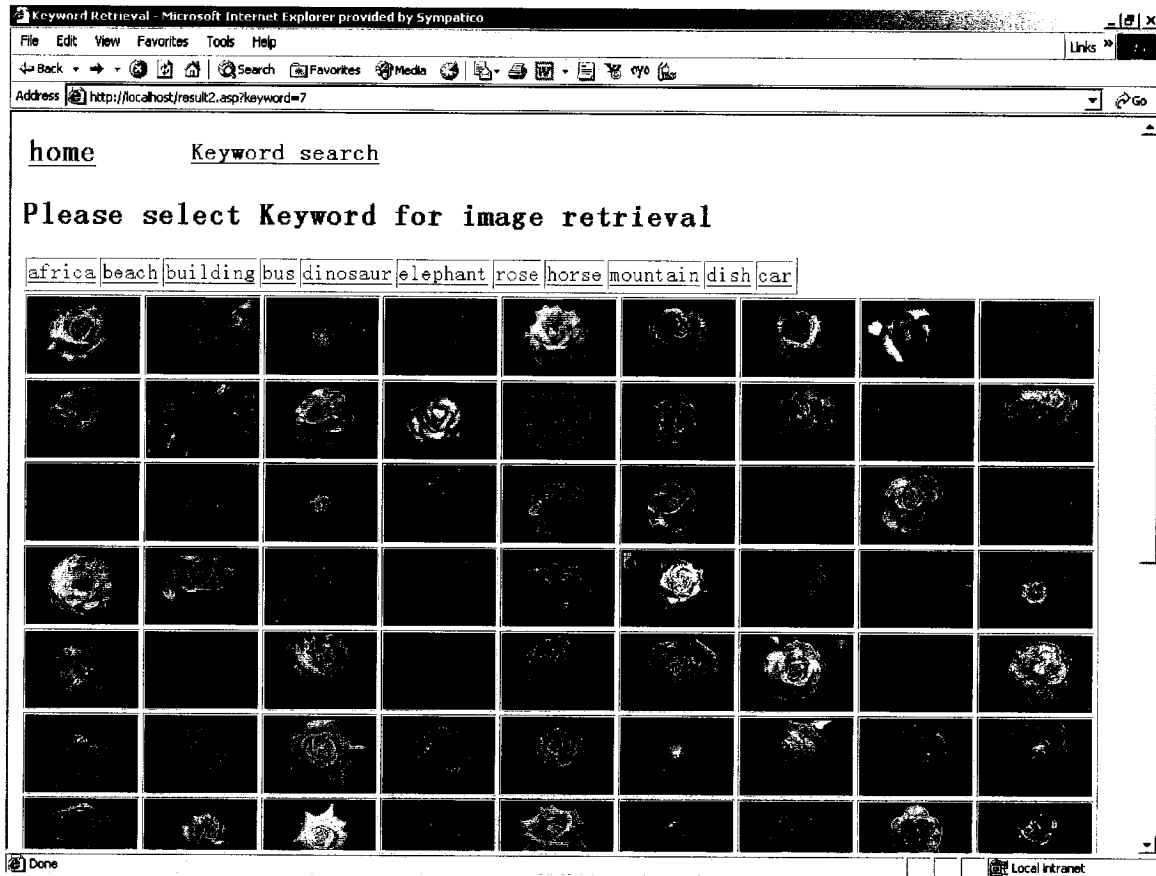 Keyword Retrieval - Microsoft Internet Explorer provided by Sympatico
File Edit View Favorites Tools Help
Links »
Back Search Favorites Media
Address http://localhost/result2.asp?keyword=7 Go
home Keyword search
Please select Keyword for image retrieval
africa beach building bus dinosaur elephant rose horse mountain dish car
Done Local intranet